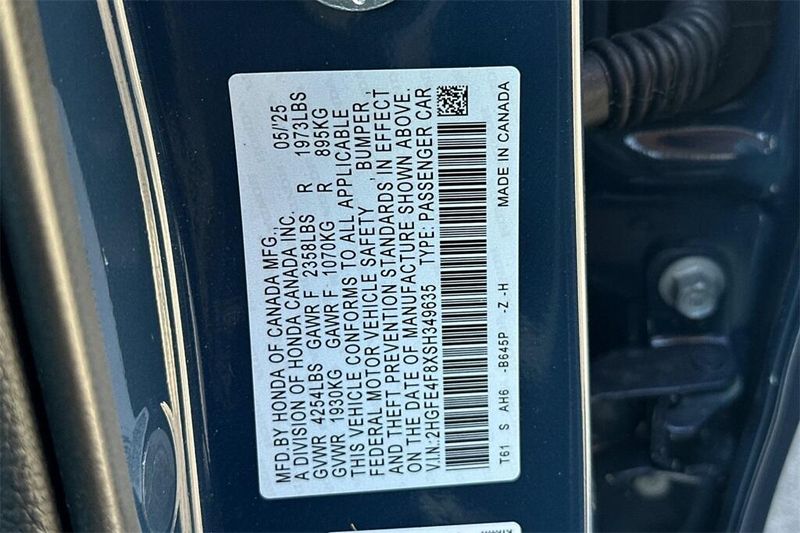 MFD.BY HONDA OF CANADA MFG.,
A DIVISION OF HONDA CANADA INC. 06/'25
GVWR 4254LBS GAWR F 2358LBS R 1973LBS
GVWR 1930KG GAWR F 1070KG R 895KG
THIS VEHICLE CONFORMS TO ALL APPLICABLE
FEDERAL MOTOR VEHICLE SAFETY , BUMPER ,
AND THEFT PREVENTION STANDARDS IN EFFECT
ON THE DATE OF MANUFACTURE SHOWN ABOVE.
V.I.N.:2HGFE4F8XSH349635 TYPE: PASSENGER CAR
T61 S AH6 -B645P -Z-H MADE IN CANADA